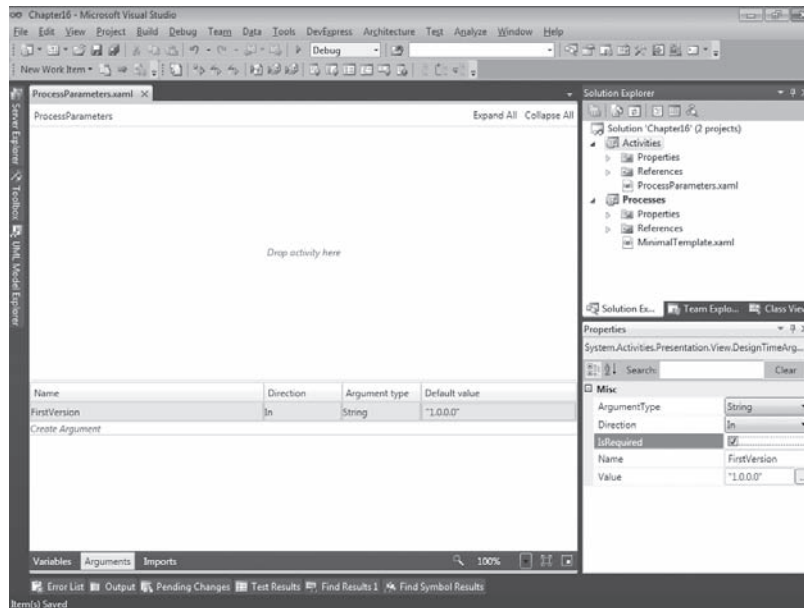 Chapter16 - Microsoft Visual Studio
File Edit View Project Build Debug Team Data Tools DevExpress Architecture Test Analyze Window Help
Debug
New Work Item
ProcessParameters.xaml X
ProcessParameters
Expand All Collapse All
Server Explorer
Toolbox
UML Model Explorer
Drop activity here
Name Direction Argument type Default value
FirstVersion In String "1.0.0.0"
Create Argument
Variables Arguments Imports
100%
Solution Explorer
Solution 'Chapter16' (2 projects)
Activities
Properties
References
ProcessParameters.xaml
Processes
Properties
References
MinimalTemplate.xaml
Solution Ex... Team Explo... Class View
Properties
System.Activities.Presentation.View.DesignTimeArg...
Search: Clear
Misc
ArgumentType String
Direction In
IsRequired
Name FirstVersion
Value "1.0.0.0" ...
Error List Output Pending Changes Test Results Find Results 1 Find Symbol Results
Item(s) Saved